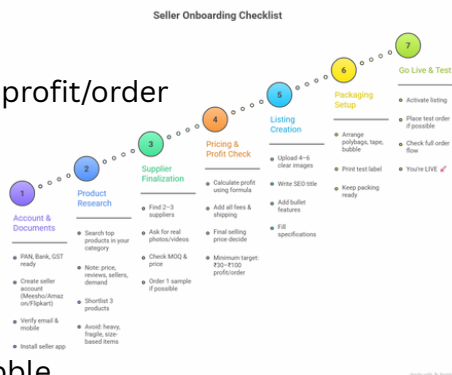 Seller Onboarding Checklist
profit/order
1
Account &
Documents
PAN, Bank, GST
ready
Create seller
account
(Meesho/Amaz
on/Flipkart)
Verify email &
mobile
Install seller app
2
Product
Research
Search top
products in your
category
Note: price,
reviews, sellers,
demand
Shortlist 3
products
Avoid: heavy,
fragile, size-
based items
3
Supplier
Finalization
Find 2–3
suppliers
Ask for real
photos/videos
Check MOQ &
price
Order 1 sample
if possible
4
Pricing &
Profit Check
Calculate profit
using formula
Add all fees &
shipping
Final selling
price decide
Minimum target:
₹30–₹100
profit/order
5
Listing
Creation
Upload 4–6
clear images
Write SEO title
Add bullet
features
Fill
specifications
6
Packaging
Setup
Arrange
polybags, tape,
bubble
Print test label
Keep packing
ready
7
Go Live & Test
Activate listing
Place test order
if possible
Check full order
flow
You're LIVE 🚀